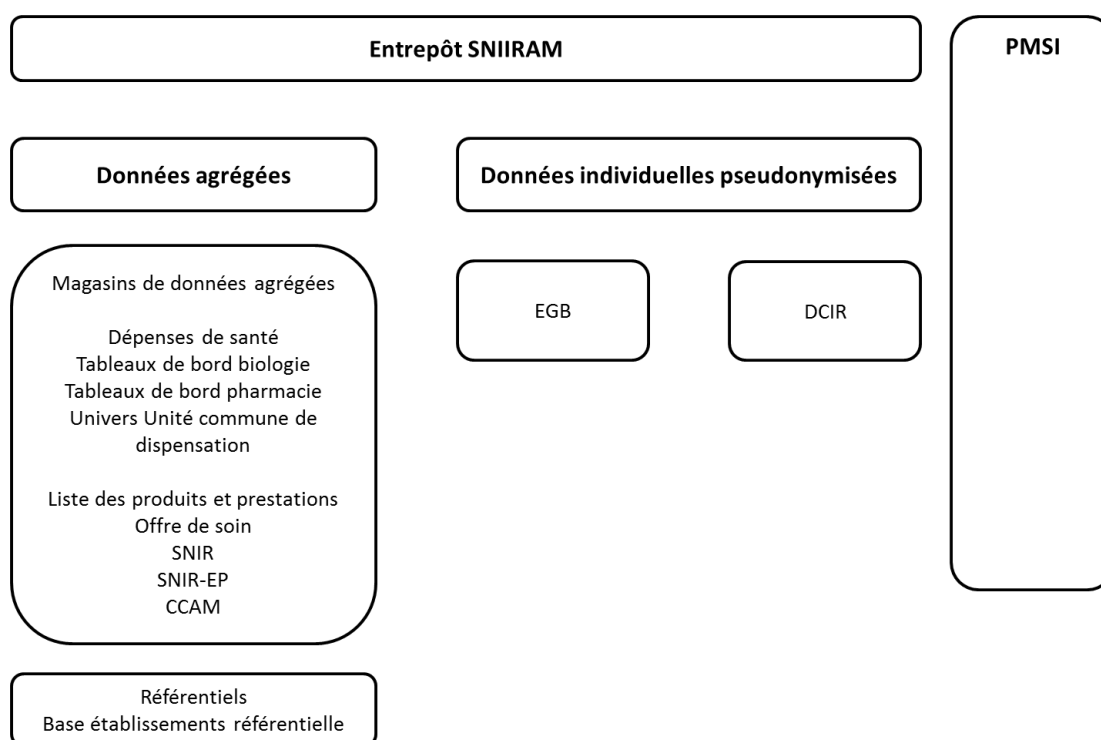 Entrepôt SNIIRAM
PMSI
Données agrégées
Données individuelles pseudonymisées
Magasins de données agrégées
Dépenses de santé
Tableaux de bord biologie
Tableaux de bord pharmacie
Univers Unité commune de
dispensation
Liste des produits et prestations
Offre de soin
SNIR
SNIR-EP
CCAM
EGB
DCIR
Référentiels
Base établissements référentielle